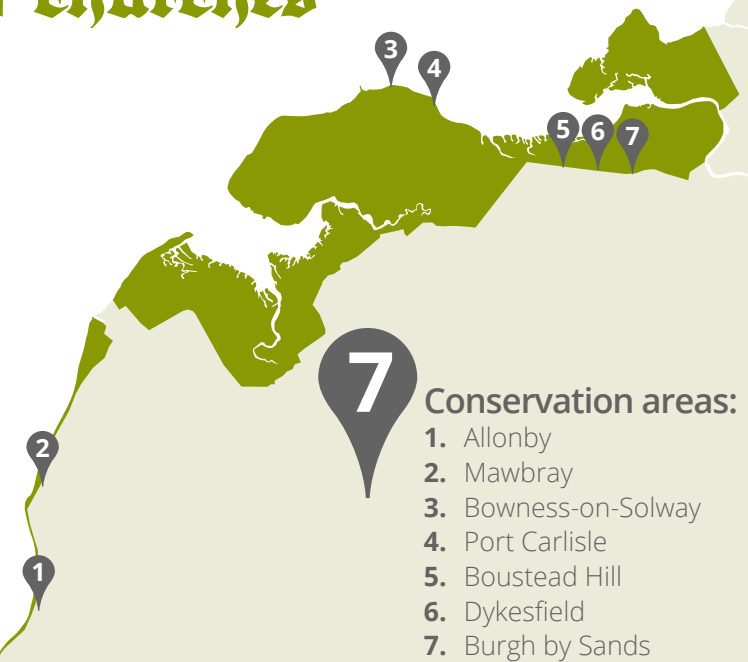 churches
3
4
5 6 7
7
2
1
Conservation areas:
1. Allonby
2. Mawbray
3. Bowness-on-Solway
4. Port Carlisle
5. Boustead Hill
6. Dykesfield
7. Burgh by Sands